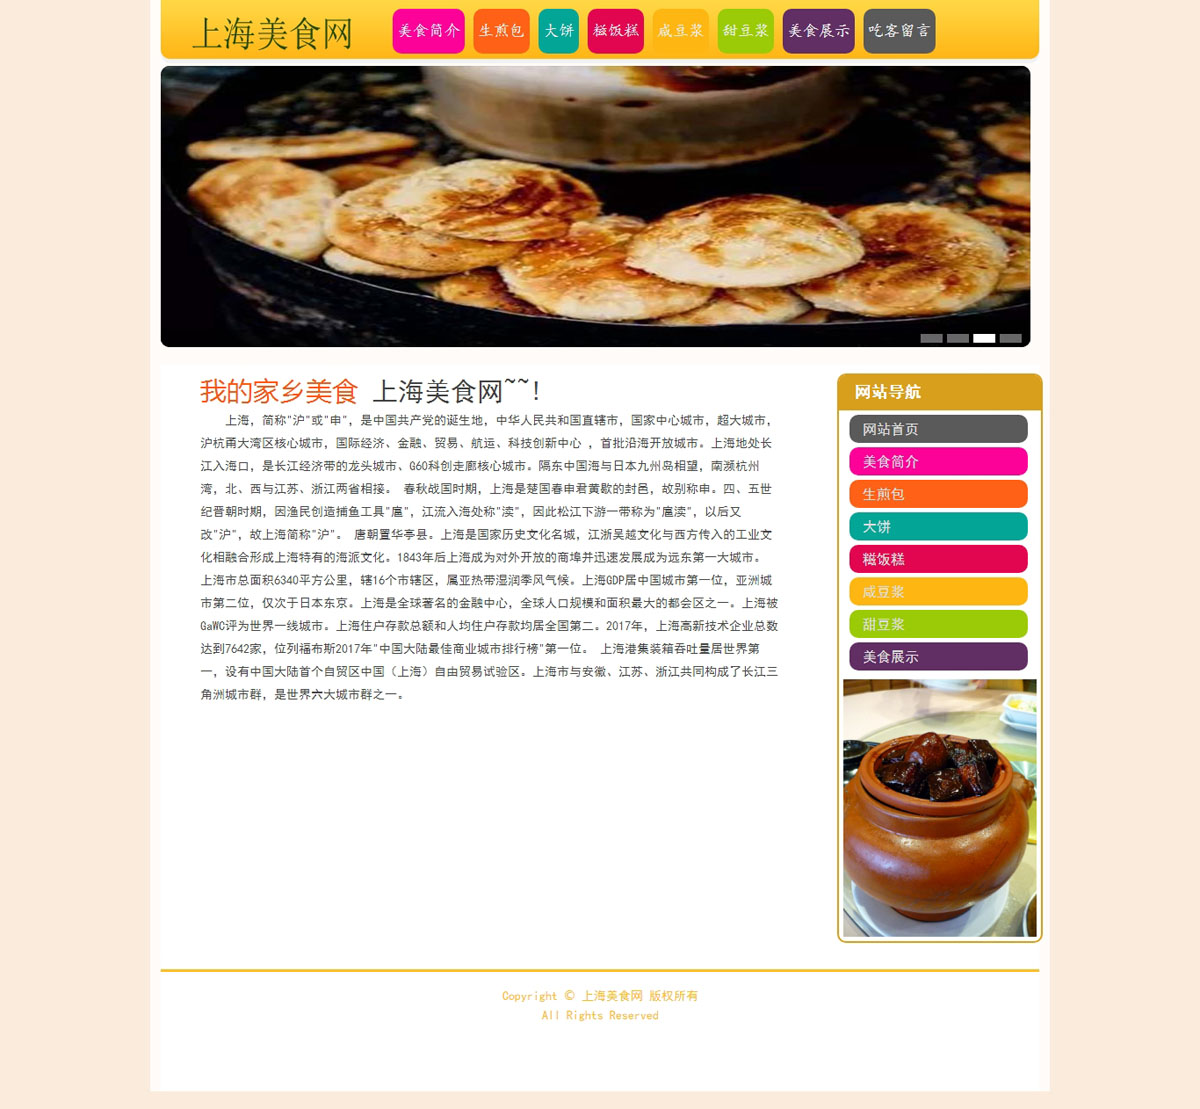 上海美食网
美食简介 生煎包 大饼 糍饭糕 咸豆浆 甜豆浆 美食展示 吃客留言
我的家乡美食 上海美食网~~!
上海，简称"沪"或"申"，是中国共产党的诞生地，中华人民共和国直辖市，国家中心城市，超大城市，
沪杭甬大湾区核心城市，国际经济、金融、贸易、航运、科技创新中心 ，首批沿海开放城市。上海地处长
江入海口，是长江经济带的龙头城市、G60科创走廊核心城市。隔东中国海与日本九州岛相望，南濒杭州
湾，北、西与江苏、浙江两省相接。 春秋战国时期，上海是楚国春申君黄歇的封邑，故别称申。四、五世
纪晋朝时期，因渔民创造捕鱼工具"扈"，江流入海处称"渎"，因此松江下游一带称为"扈渎"，以后又
改"沪"，故上海简称"沪"。 唐朝置华亭县。上海是国家历史文化名城，江浙吴越文化与西方传入的工业文
化相融合形成上海特有的海派文化。1843年后上海成为对外开放的商埠并迅速发展成为远东第一大城市。
上海市总面积6340平方公里，辖16个市辖区，属亚热带湿润季风气候。上海GDP居中国城市第一位，亚洲城
市第二位，仅次于日本东京。上海是全球著名的金融中心，全球人口规模和面积最大的都会区之一。上海被
GaWC评为世界一线城市。上海住户存款总额和人均住户存款均居全国第二。2017年，上海高新技术企业总数
达到7642家，位列福布斯2017年"中国大陆最佳商业城市排行榜"第一位。 上海港集装箱吞吐量居世界第
一，设有中国大陆首个自贸区中国（上海）自由贸易试验区。上海市与安徽、江苏、浙江共同构成了长江三
角洲城市群，是世界六大城市群之一。
网站导航
网站首页
美食简介
生煎包
大饼
糍饭糕
咸豆浆
甜豆浆
美食展示
Copyright © 上海美食网 版权所有
All Rights Reserved